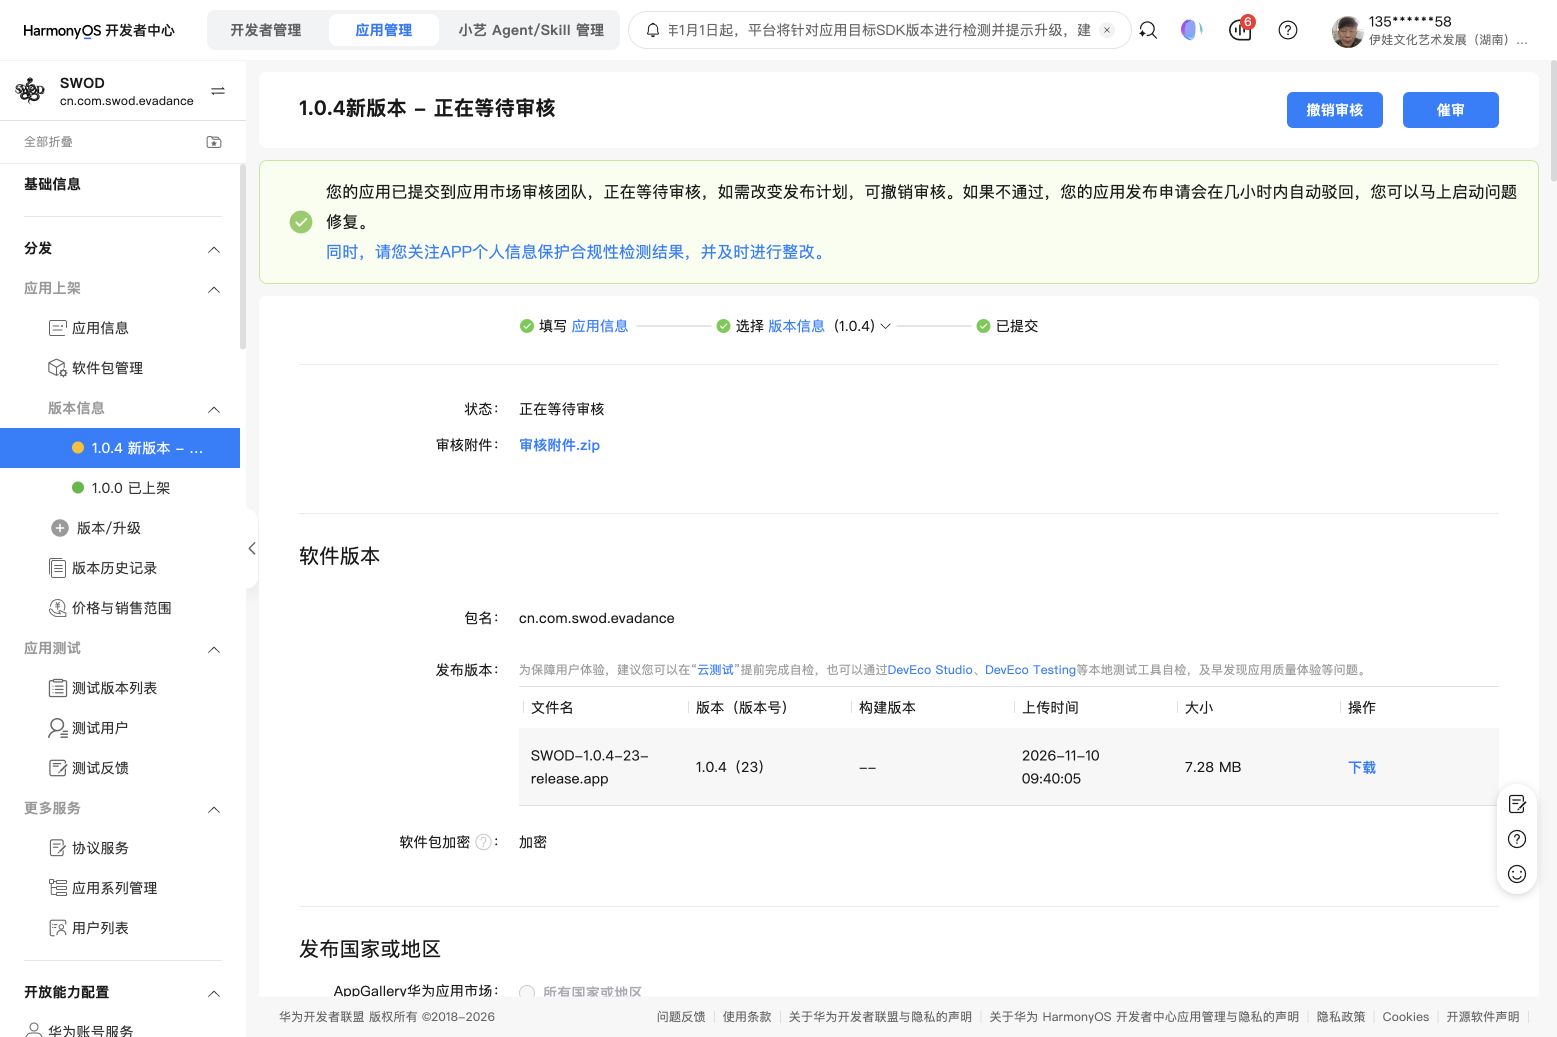 HarmonyOS 开发者中心
开发者管理
应用管理
小艺 Agent/Skill 管理
年1月1日起，平台将针对应用目标SDK版本进行检测并提示升级，建
6
135******58
伊娃文化艺术发展（湖南）...
SWOD
cn.com.swod.evadance
全部折叠
基础信息
分发
应用上架
应用信息
软件包管理
版本信息
1.0.4 新版本 – ...
1.0.0 已上架
版本/升级
版本历史记录
价格与销售范围
应用测试
测试版本列表
测试用户
测试反馈
更多服务
协议服务
应用系列管理
用户列表
开放能力配置
华为账号服务
1.0.4新版本 – 正在等待审核
撤销审核
催审
您的应用已提交到应用市场审核团队，正在等待审核，如需改变发布计划，可撤销审核。如果不通过，您的应用发布申请会在几小时内自动驳回，您可以马上启动问题
修复。
同时，请您关注APP个人信息保护合规性检测结果，并及时进行整改。
填写 应用信息
选择 版本信息 (1.0.4)
已提交
状态： 正在等待审核
审核附件： 审核附件.zip
软件版本
包名： cn.com.swod.evadance
发布版本： 为保障用户体验，建议您可以在“云测试”提前完成自检，也可以通过DevEco Studio、DevEco Testing等本地测试工具自检，及早发现应用质量体验等问题。
文件名 版本（版本号） 构建版本 上传时间 大小 操作
SWOD-1.0.4-23-release.app 1.0.4（23） -- 2026-11-10 09:40:05 7.28 MB 下载
软件包加密 ?： 加密
发布国家或地区
AppGallery华为应用市场： 所有国家或地区
华为开发者联盟 版权所有 ©2018-2026
问题反馈 使用条款 关于华为开发者联盟与隐私的声明 关于华为 HarmonyOS 开发者中心应用管理与隐私的声明 隐私政策 Cookies 开源软件声明